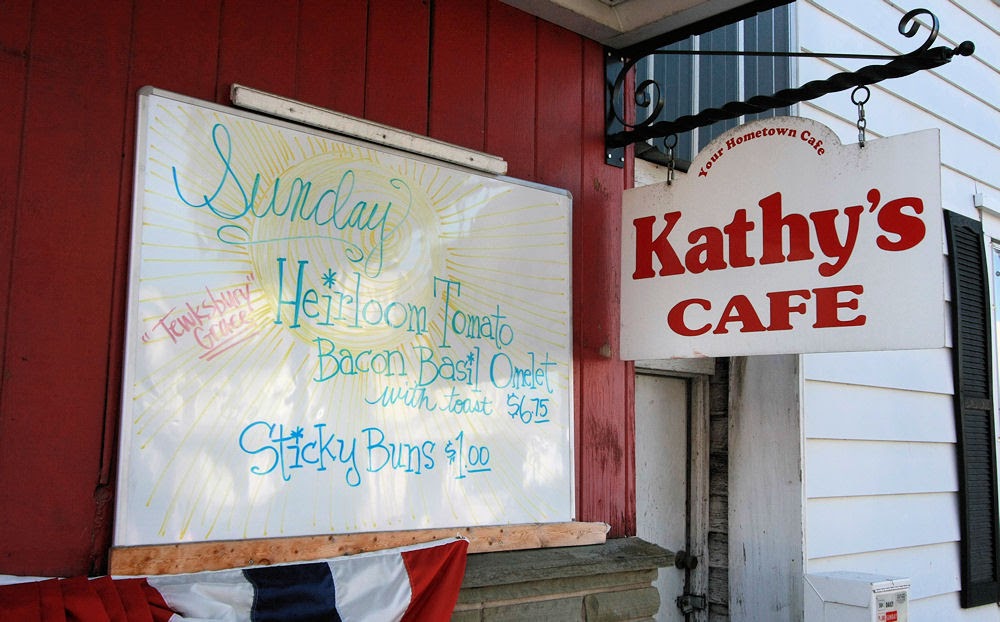 Sunday
"Tewksbury
Grace"
Heirloom Tomato
Bacon Basil Omelet
with toast $6.75
Sticky Buns $1.00
Your Hometown Cafe
Kathy's
CAFE
DAILY